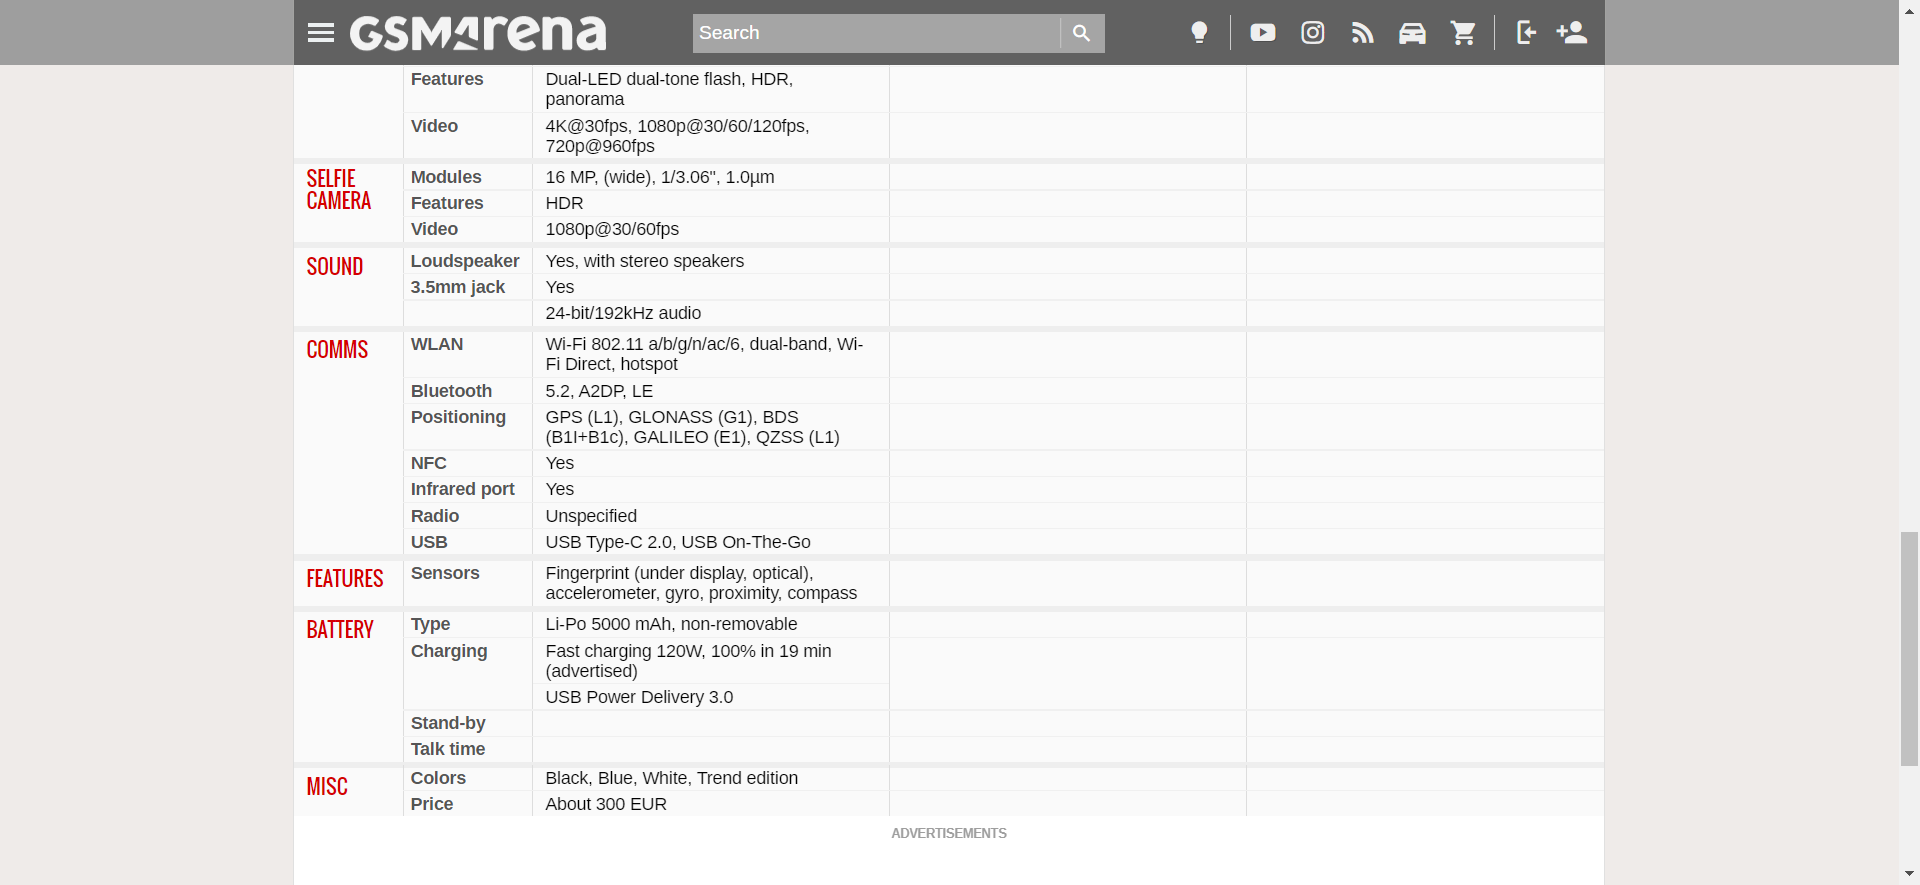 GSMArena
Search
Features Dual-LED dual-tone flash, HDR,
panorama
Video 4K@30fps, 1080p@30/60/120fps,
720p@960fps
SELFIE
CAMERA
Modules 16 MP, (wide), 1/3.06", 1.0µm
Features HDR
Video 1080p@30/60fps
SOUND
Loudspeaker Yes, with stereo speakers
3.5mm jack Yes
24-bit/192kHz audio
COMMS
WLAN Wi-Fi 802.11 a/b/g/n/ac/6, dual-band, Wi-
Fi Direct, hotspot
Bluetooth 5.2, A2DP, LE
Positioning GPS (L1), GLONASS (G1), BDS
(B1I+B1c), GALILEO (E1), QZSS (L1)
NFC Yes
Infrared port Yes
Radio Unspecified
USB USB Type-C 2.0, USB On-The-Go
FEATURES
Sensors Fingerprint (under display, optical),
accelerometer, gyro, proximity, compass
BATTERY
Type Li-Po 5000 mAh, non-removable
Charging Fast charging 120W, 100% in 19 min
(advertised)
USB Power Delivery 3.0
Stand-by
Talk time
MISC
Colors Black, Blue, White, Trend edition
Price About 300 EUR
ADVERTISEMENTS